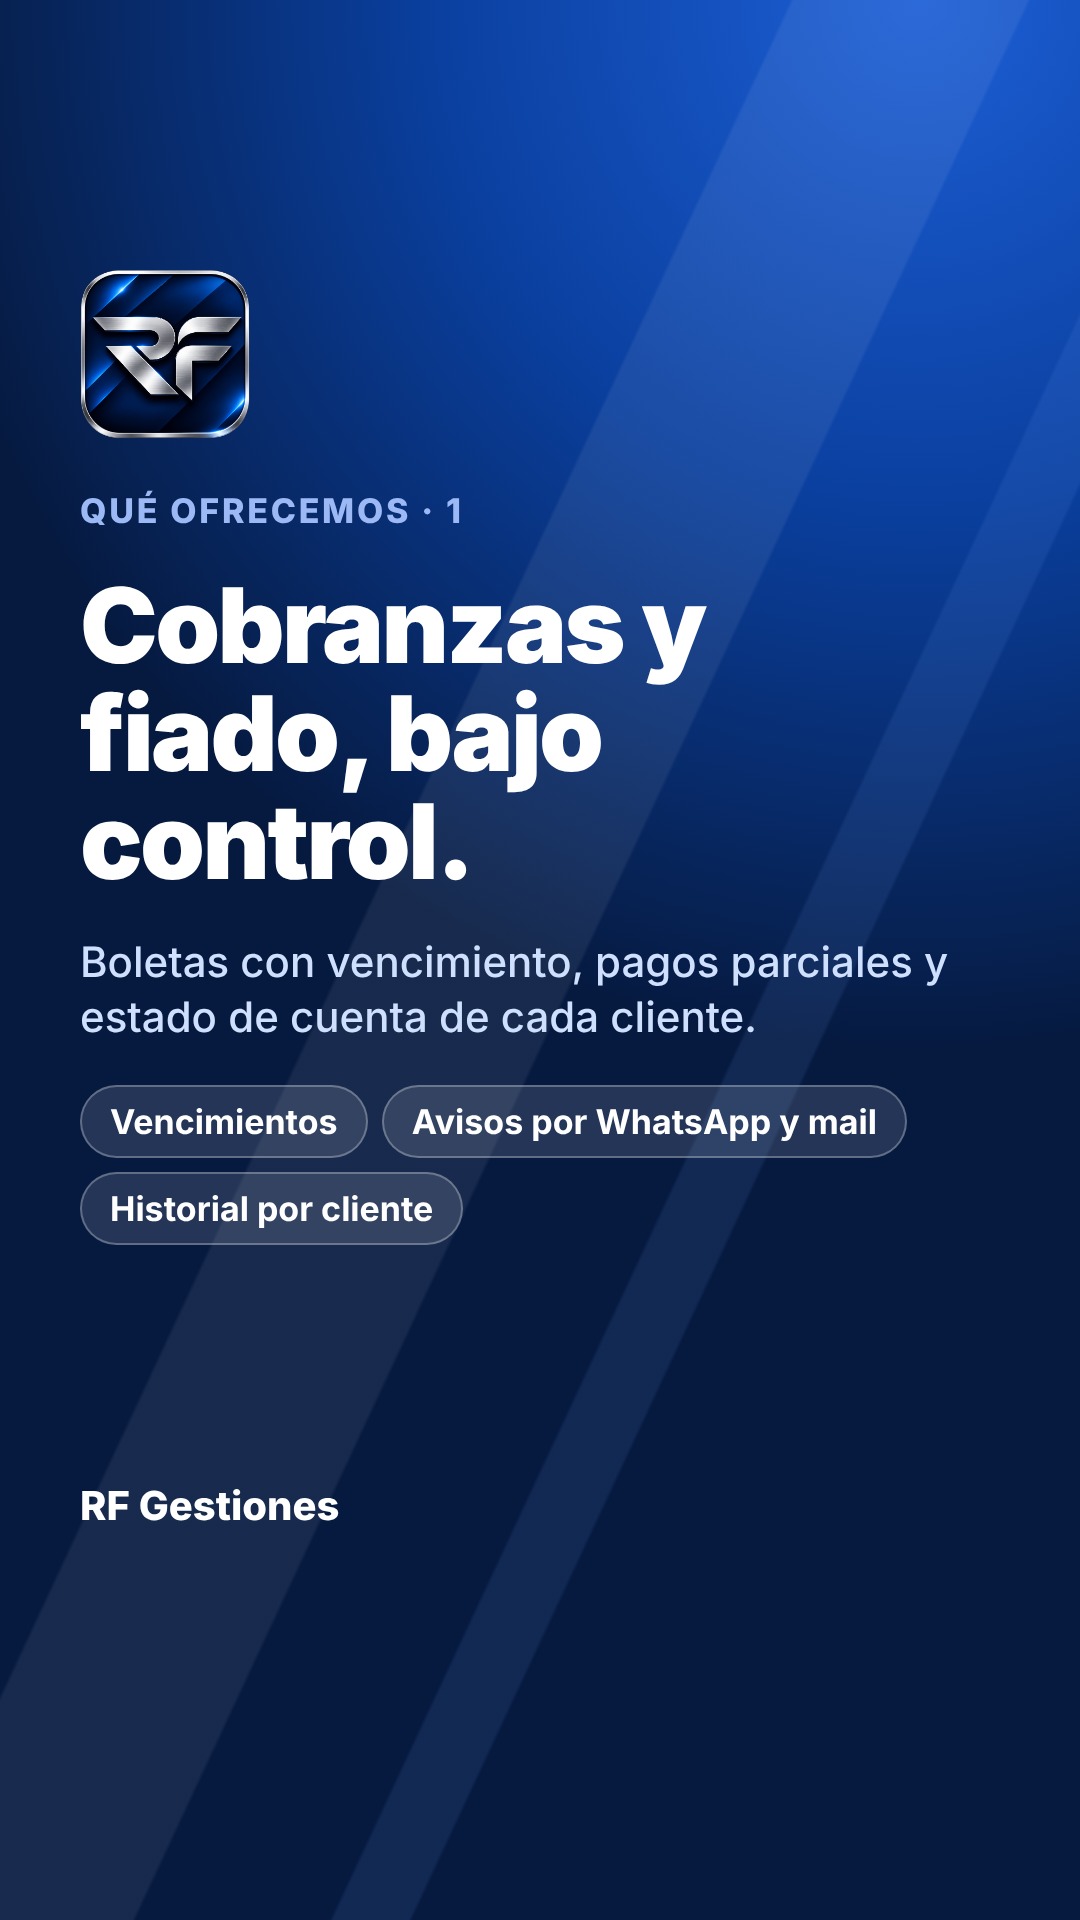 RF
QUÉ OFRECEMOS · 1
Cobranzas y
fiado, bajo
control.
Boletas con vencimiento, pagos parciales y
estado de cuenta de cada cliente.
Vencimientos
Avisos por WhatsApp y mail
Historial por cliente
RF Gestiones